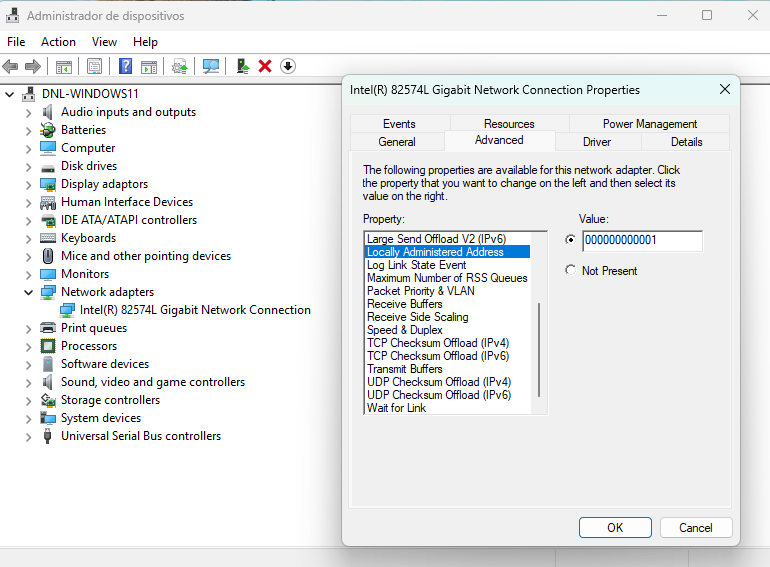 Administrador de dispositivos
File Action View Help
DNL-WINDOWS11
Audio inputs and outputs
Batteries
Computer
Disk drives
Display adaptors
Human Interface Devices
IDE ATA/ATAPI controllers
Keyboards
Mice and other pointing devices
Monitors
Network adapters
Intel(R) 82574L Gigabit Network Connection
Print queues
Processors
Software devices
Sound, video and game controllers
Storage controllers
System devices
Universal Serial Bus controllers
Intel(R) 82574L Gigabit Network Connection Properties
Events Resources Power Management
General Advanced Driver Details
The following properties are available for this network adapter. Click
the property that you want to change on the left and then select its
value on the right.
Property: Value:
Large Send Offload V2 (IPv6)
Locally Administered Address
Log Link State Event
Maximum Number of RSS Queues
Packet Priority & VLAN
Receive Buffers
Receive Side Scaling
Speed & Duplex
TCP Checksum Offload (IPv4)
TCP Checksum Offload (IPv6)
Transmit Buffers
UDP Checksum Offload (IPv4)
UDP Checksum Offload (IPv6)
Wait for Link
000000000001
Not Present
OK Cancel